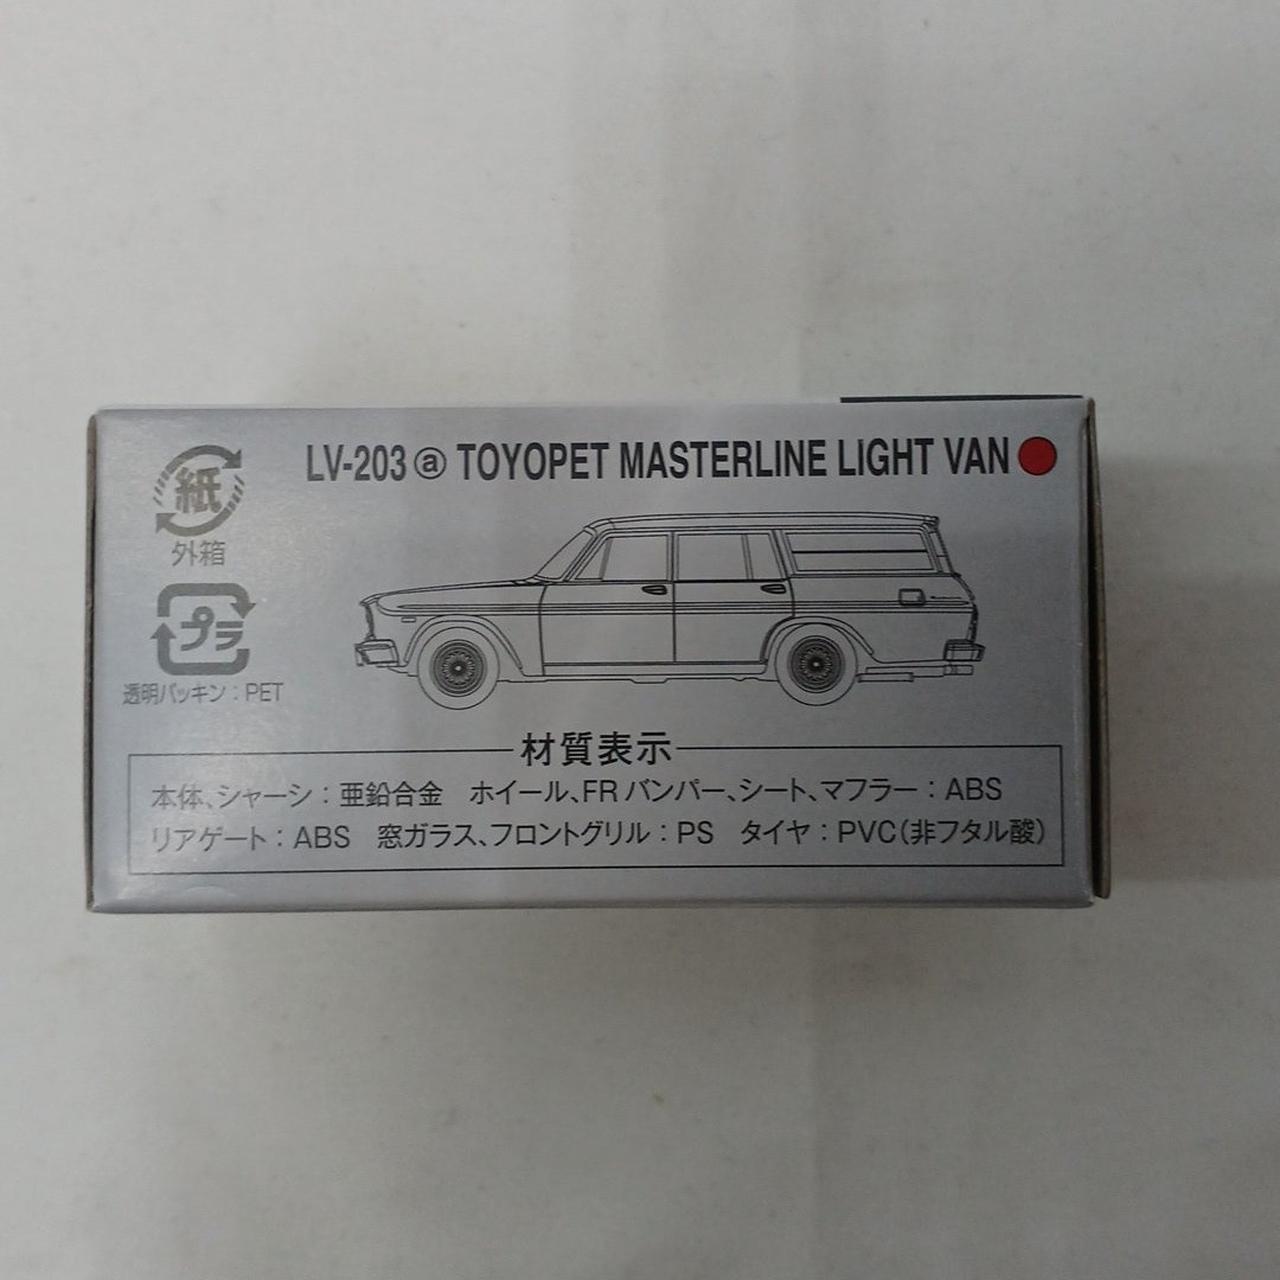 LV-203 ⓐ TOYOPET MASTERLINE LIGHT VAN
紙
外箱
プラ
透明パッキン：PET
材質表示
本体、シャーシ：亜鉛合金　ホイール、FRバンパー、シート、マフラー：ABS
リアゲート：ABS　窓ガラス、フロントグリル：PS　タイヤ：PVC（非フタル酸）